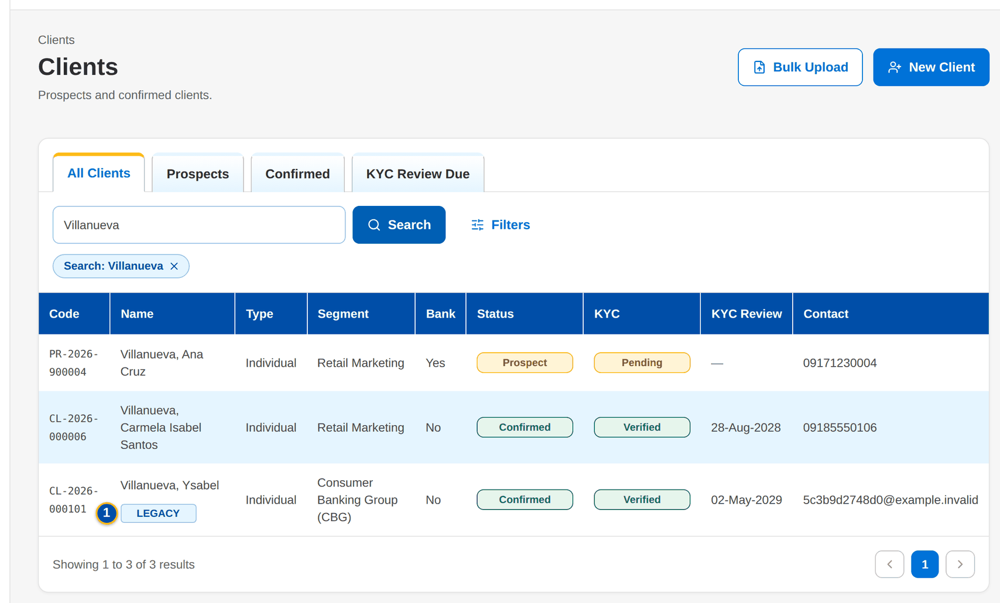 Clients
Clients
Prospects and confirmed clients.
Bulk Upload
New Client
All Clients
Prospects
Confirmed
KYC Review Due
Villanueva
Search
Filters
Search: Villanueva
Code Name Type Segment Bank Status KYC KYC Review Contact
PR-2026-
900004
Villanueva, Ana
Cruz
Individual
Retail Marketing
Yes
Prospect
Pending
—
09171230004
CL-2026-
000006
Villanueva,
Carmela Isabel
Santos
Individual
Retail Marketing
No
Confirmed
Verified
28-Aug-2028
09185550106
CL-2026-
000101
1
Villanueva, Ysabel
LEGACY
Individual
Consumer
Banking Group
(CBG)
No
Confirmed
Verified
02-May-2029
5c3b9d2748d0@example.invalid
Showing 1 to 3 of 3 results
1